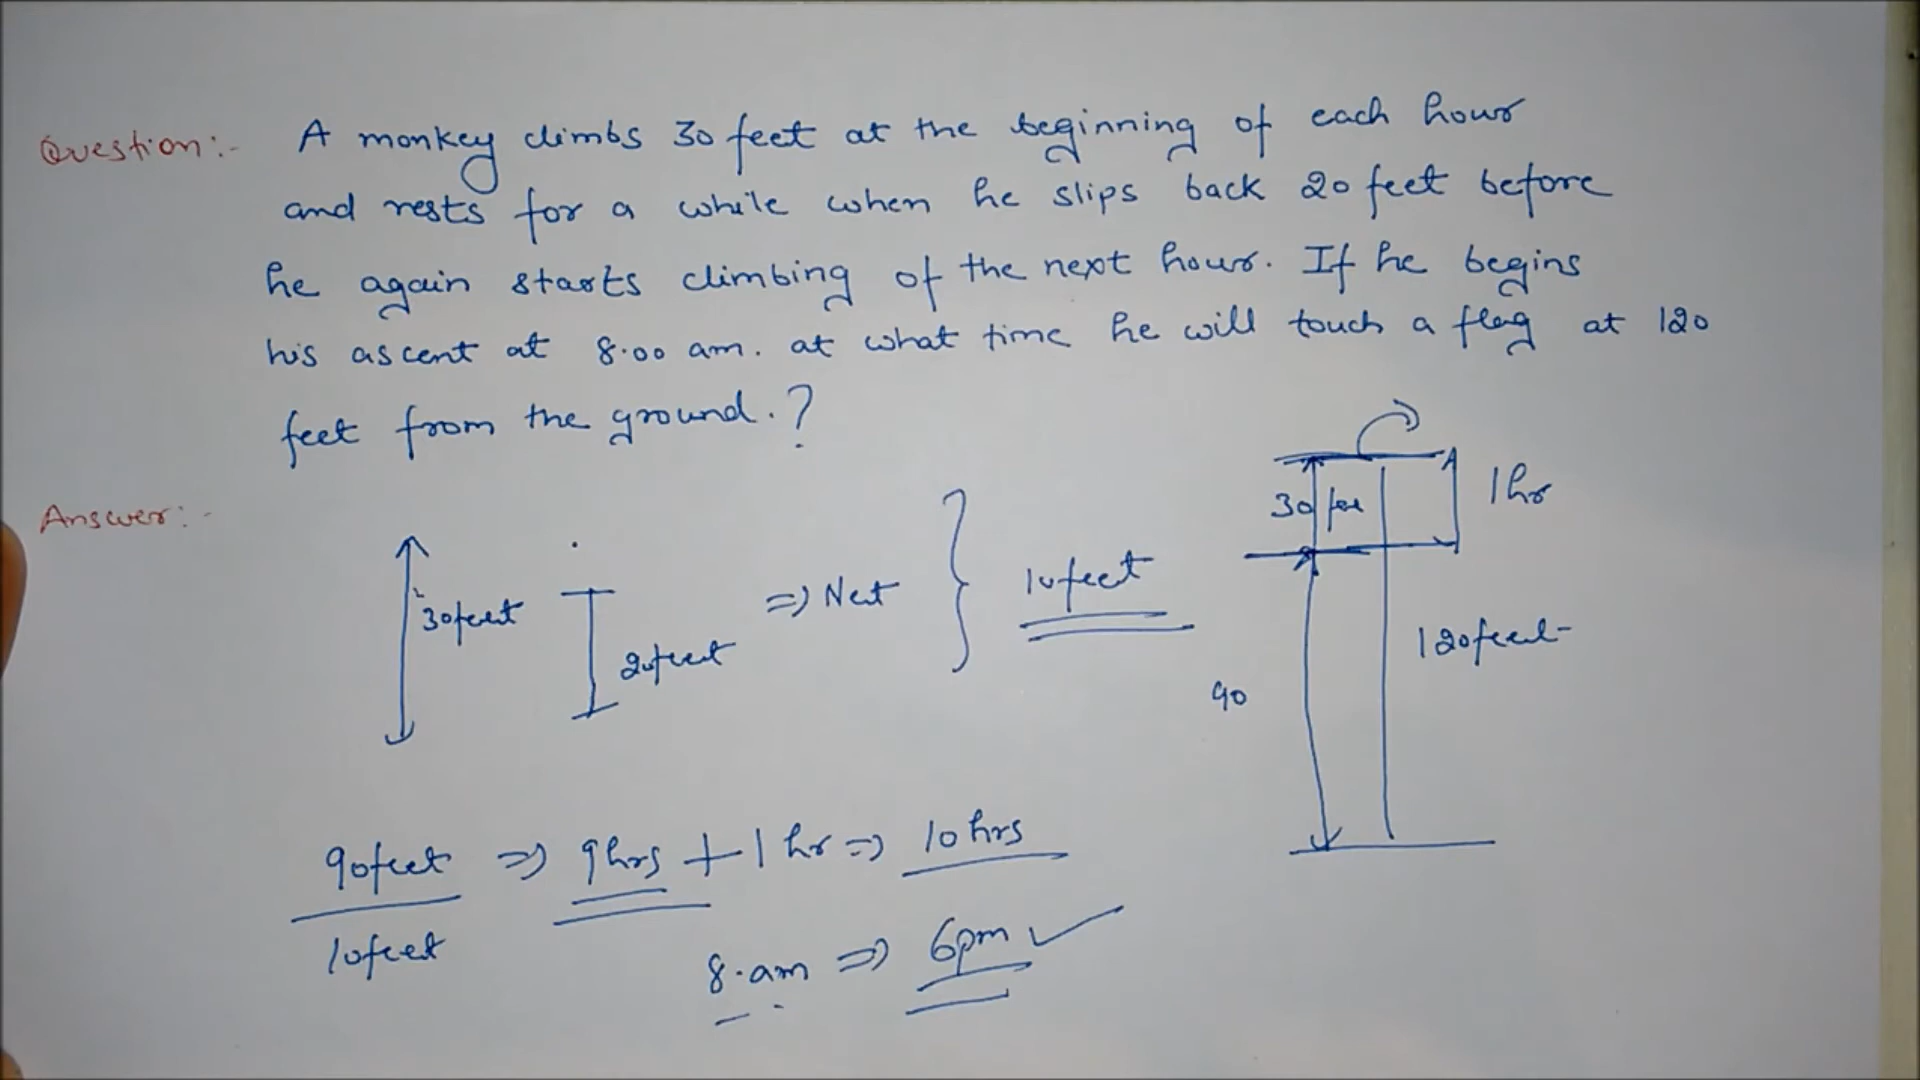 Question:- A monkey climbs 30 feet at the beginning of each hour
and rests for a while when he slips back 20 feet before
he again starts climbing of the next hour. If he begins
his ascent at 8.00 am. at what time he will touch a flag at 120
feet from the ground.?
Answer:-
30feet
20feet
=> Net
10feet
30 fee
1hr
120feet
90
90feet => 9hrs + 1 hr => 10hrs
10feet
8.am => 6pm ✓